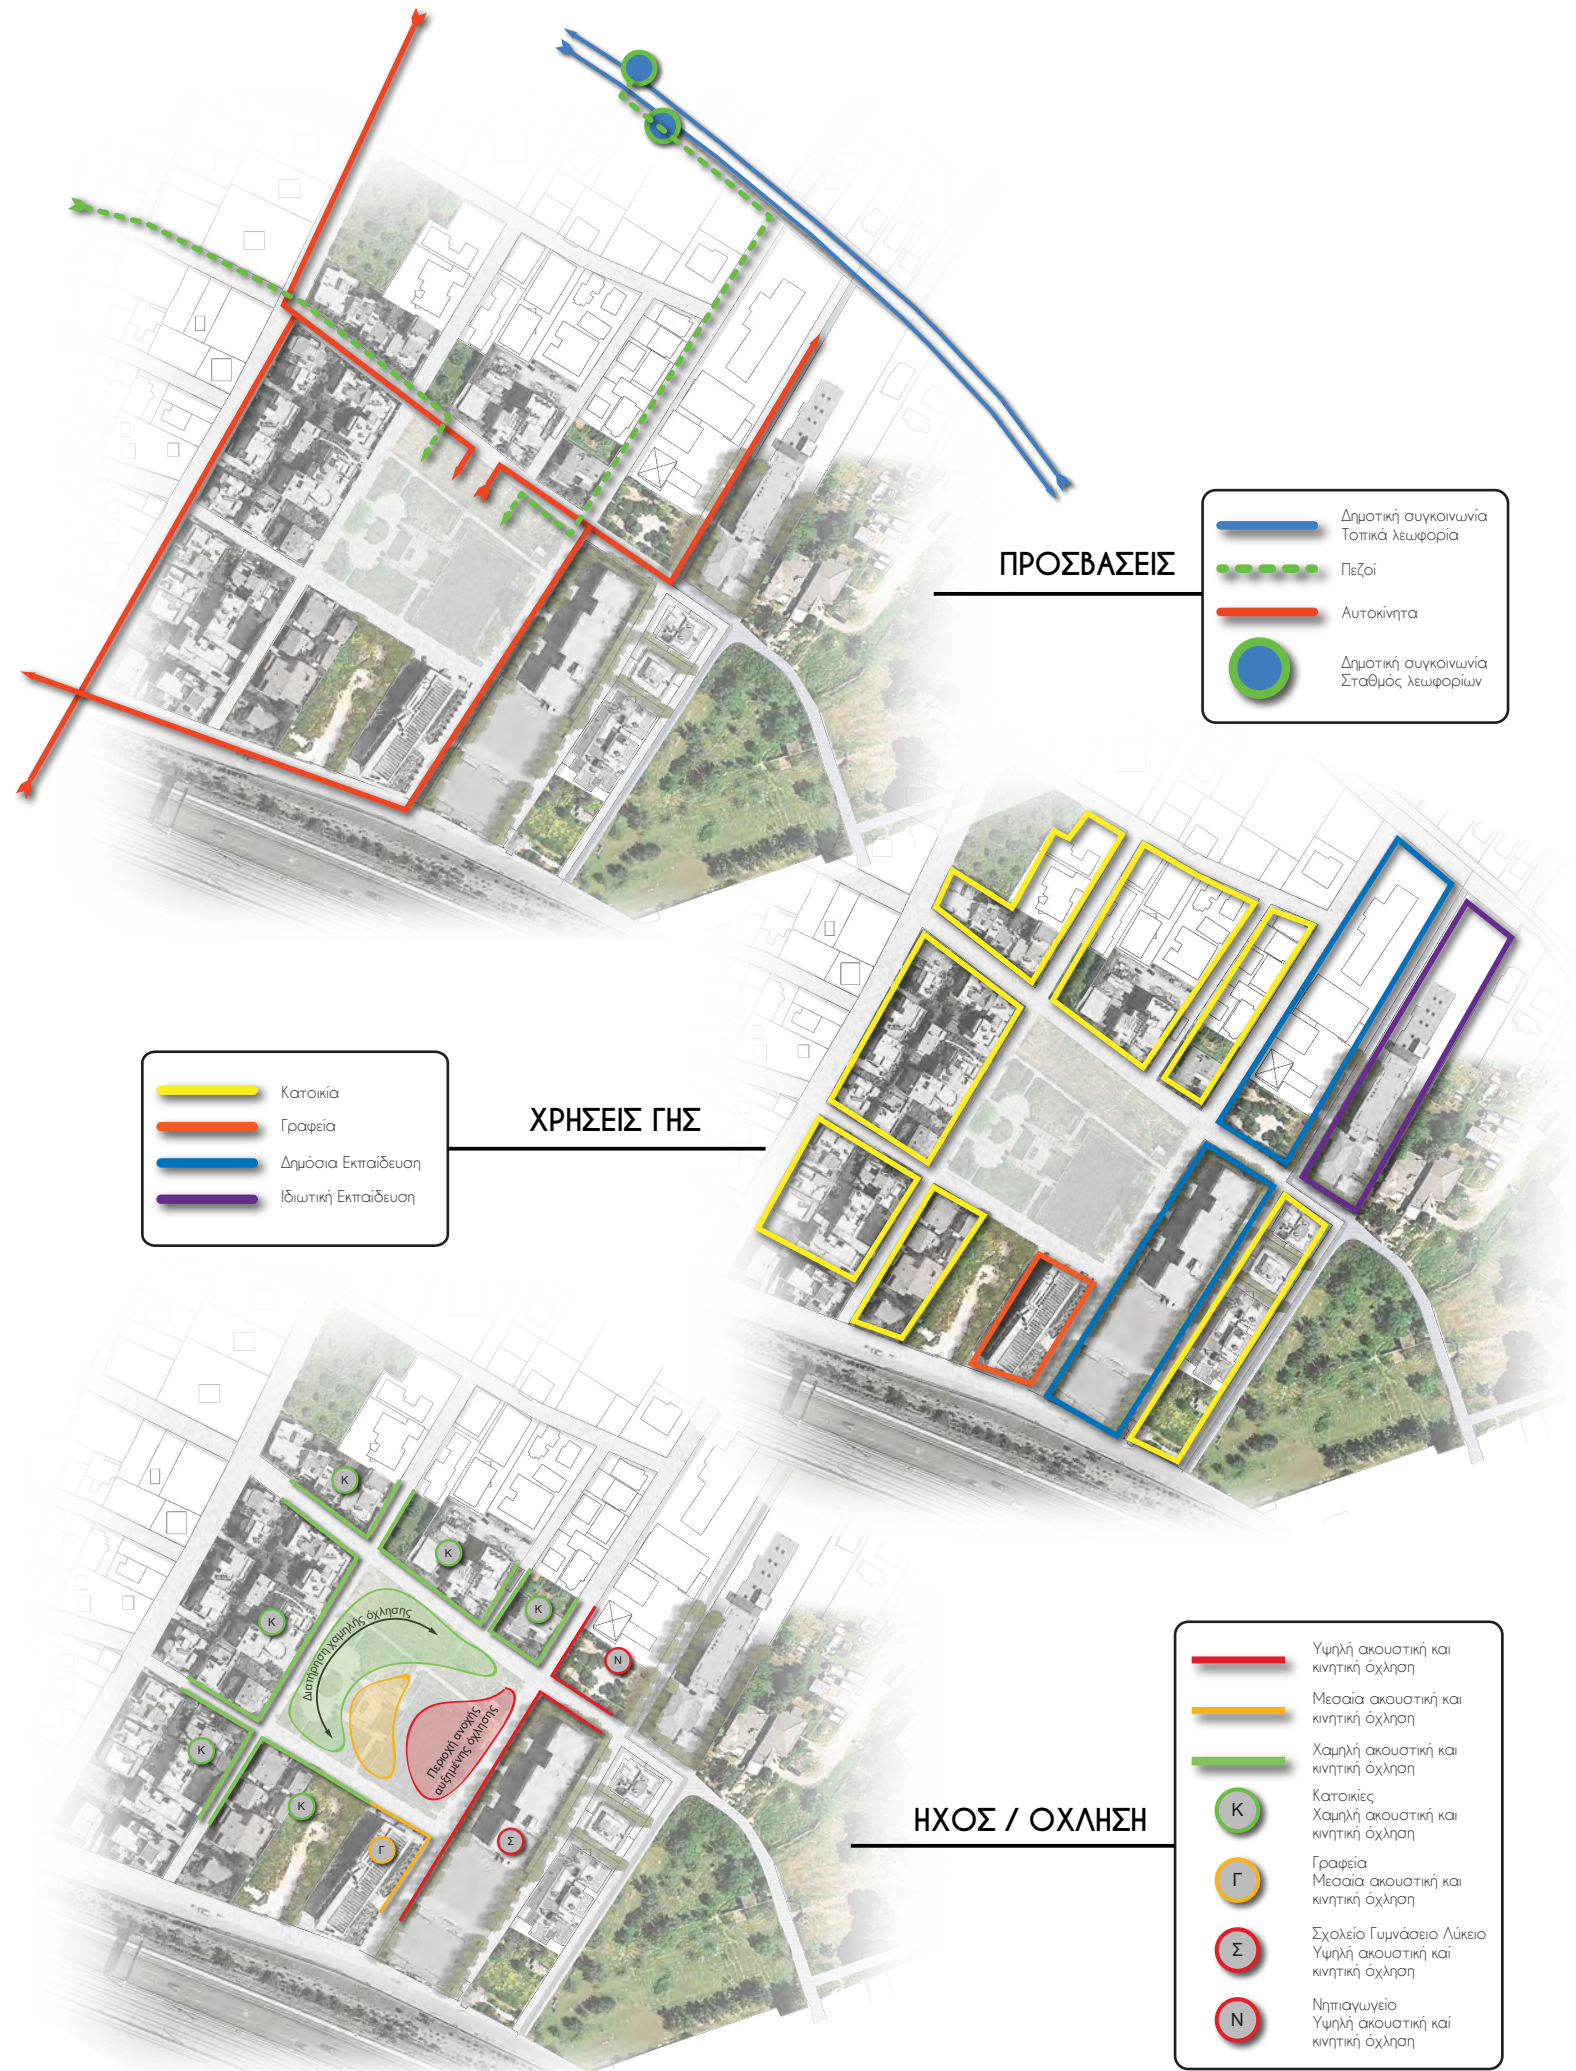 ΠΡΟΣΒΑΣΕΙΣ
Δημοτική συγκοινωνία
Τοπικά λεωφορία
Πεζοί
Αυτοκίνητα
Δημοτική συγκοινωνία
Σταθμός λεωφορίων
ΧΡΗΣΕΙΣ ΓΗΣ
Κατοικία
Γραφεία
Δημόσια Εκπαίδευση
Ιδιωτική Εκπαίδευση
Κ
Κ
Κ
Κ
Κ
Κ
Ν
Γ
Σ
Διατήρηση χαμηλής όχλησης
Περιοχή ανοχής
αυξημένης όχλησης
ΗΧΟΣ / ΟΧΛΗΣΗ
Υψηλή ακουστική και
κινητική όχληση
Μεσαία ακουστική και
κινητική όχληση
Χαμηλή ακουστική και
κινητική όχληση
Κ
Κατοικίες
Χαμηλή ακουστική και
κινητική όχληση
Γ
Γραφεία
Μεσαία ακουστική και
κινητική όχληση
Σ
Σχολείο Γυμνάσειο Λύκειο
Υψηλή ακουστική καί
κινητική όχληση
Ν
Νηπιαγωγείο
Υψηλή ακουστική καί
κινητική όχληση